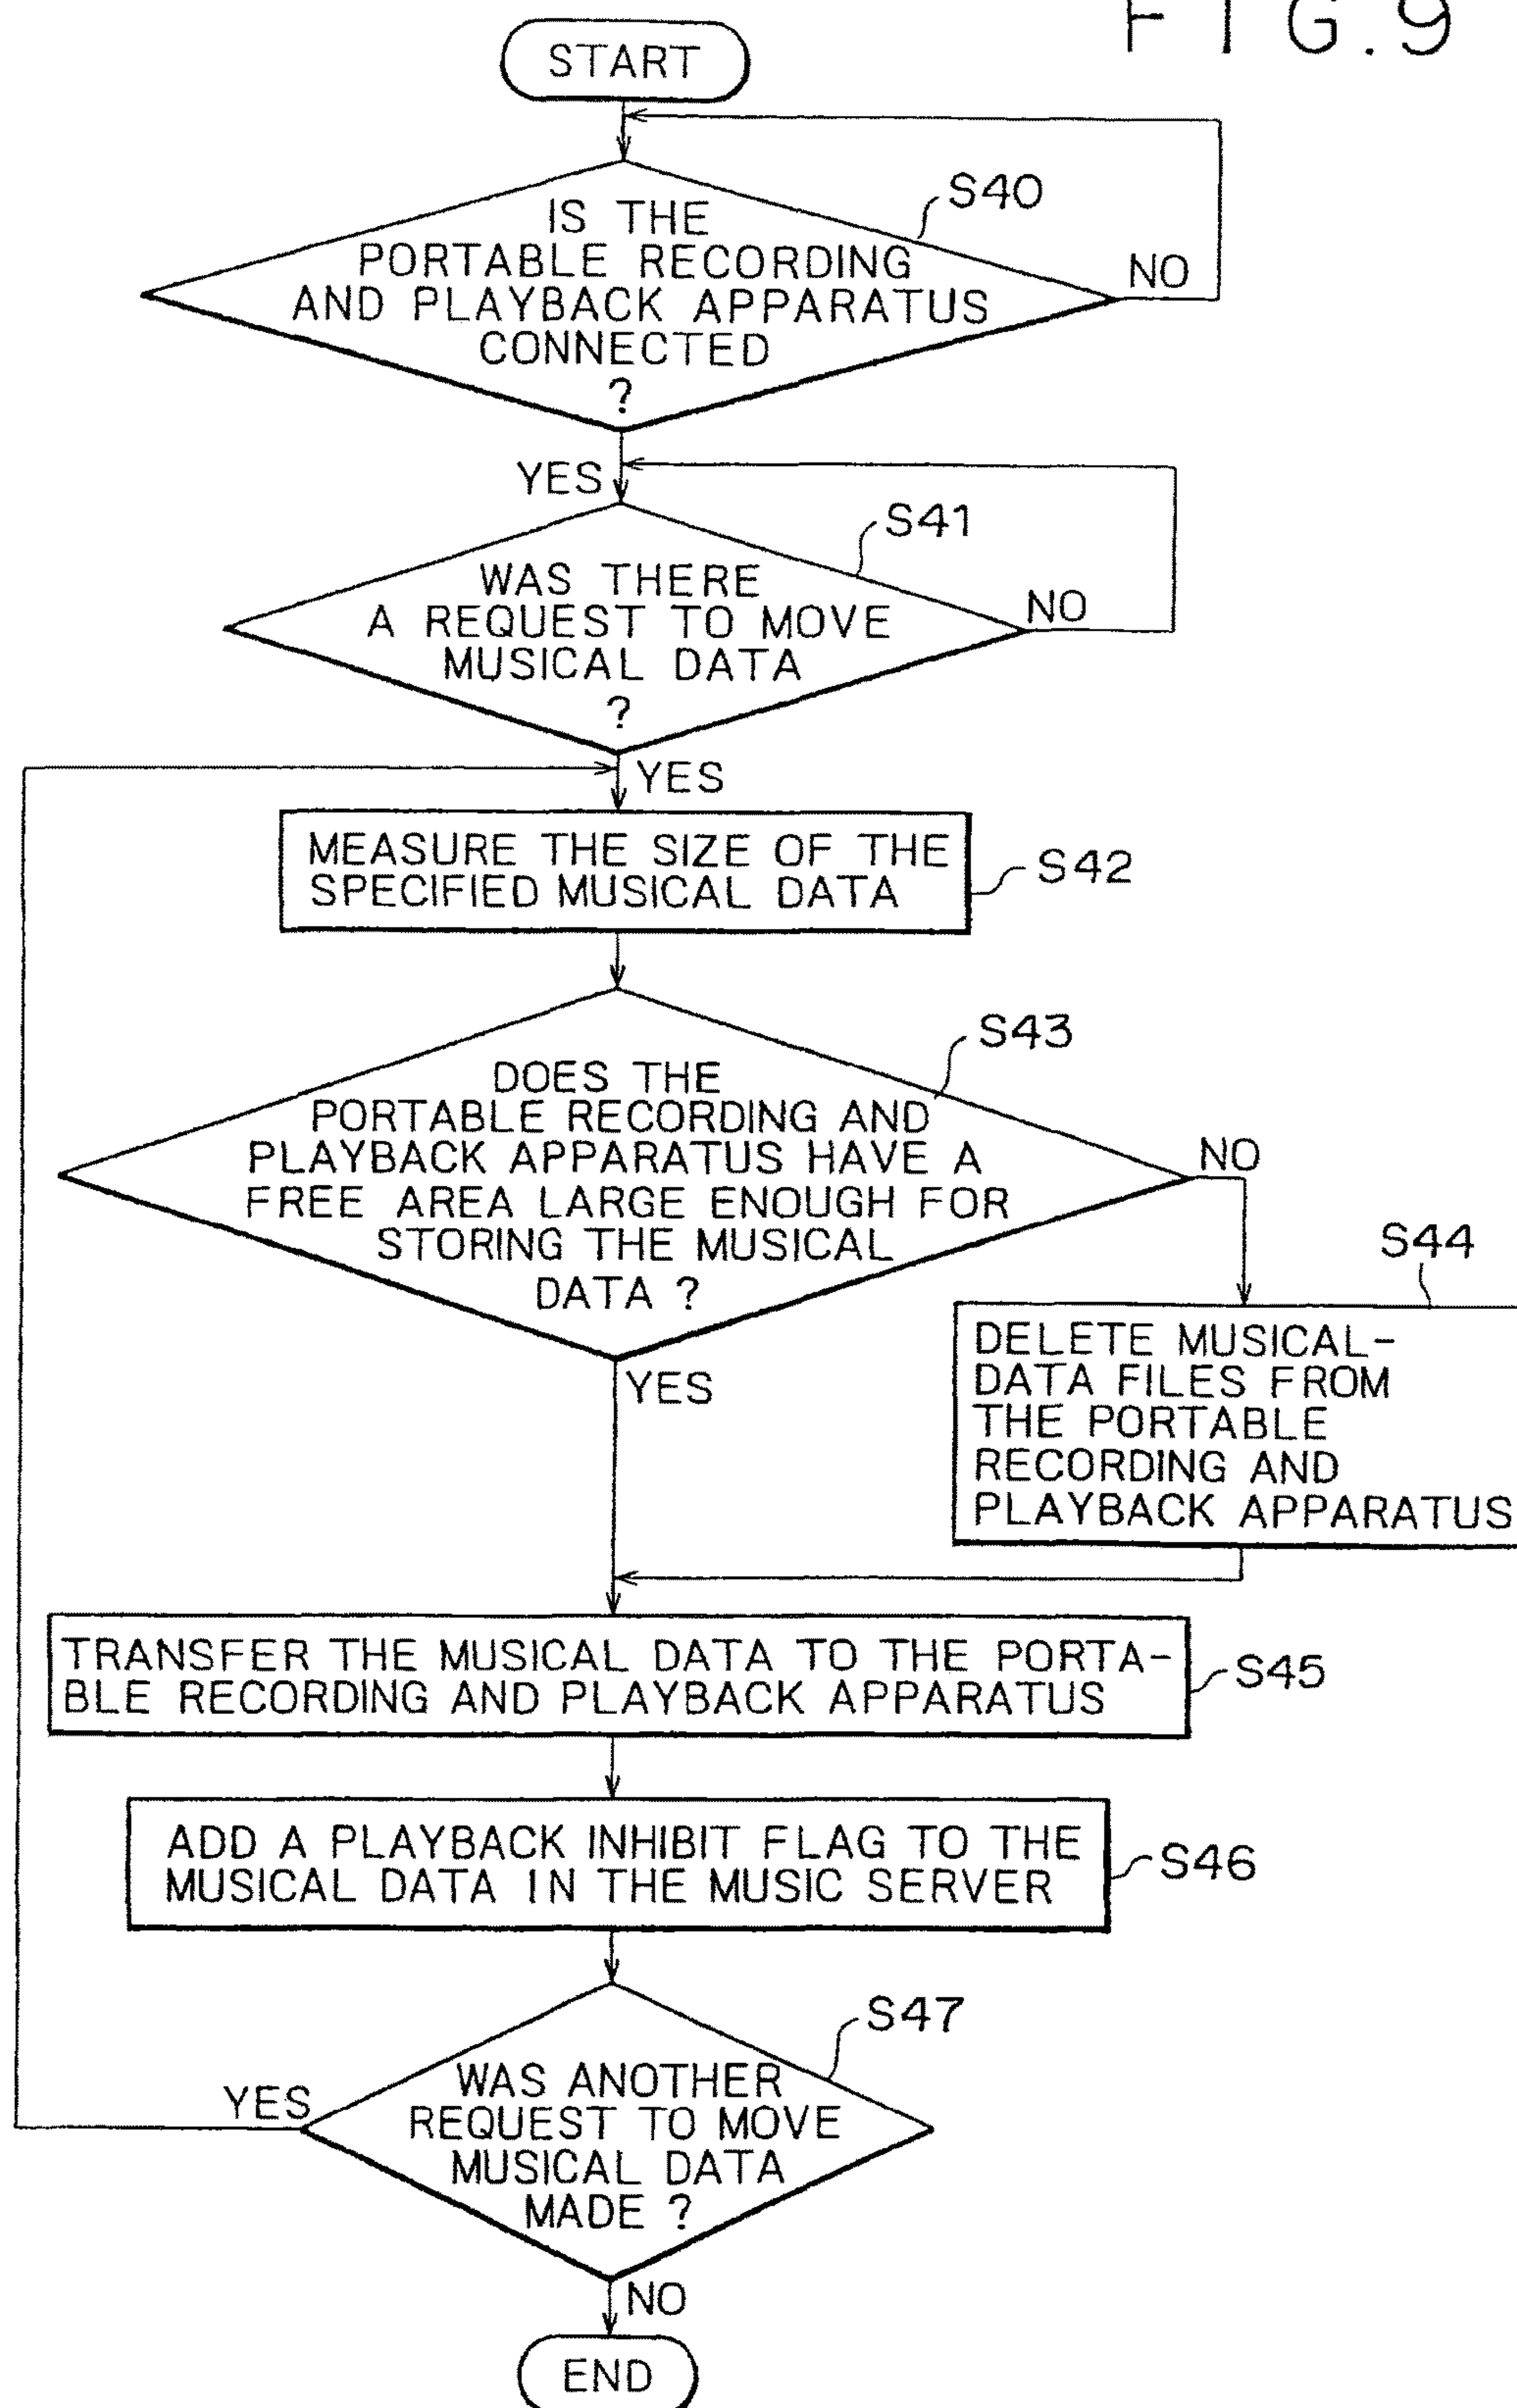 FIG.9
START
S40
IS THE
PORTABLE RECORDING
AND PLAYBACK APPARATUS
CONNECTED
?
NO
YES
S41
WAS THERE
A REQUEST TO MOVE
MUSICAL DATA
?
NO
YES
MEASURE THE SIZE OF THE
SPECIFIED MUSICAL DATA
S42
S43
DOES THE
PORTABLE RECORDING AND
PLAYBACK APPARATUS HAVE A
FREE AREA LARGE ENOUGH FOR
STORING THE MUSICAL
DATA ?
NO
YES
S44
DELETE MUSICAL-
DATA FILES FROM
THE PORTABLE
RECORDING AND
PLAYBACK APPARATUS
TRANSFER THE MUSICAL DATA TO THE PORTA-
BLE RECORDING AND PLAYBACK APPARATUS
S45
ADD A PLAYBACK INHIBIT FLAG TO THE
MUSICAL DATA IN THE MUSIC SERVER
S46
S47
WAS ANOTHER
REQUEST TO MOVE
MUSICAL DATA
MADE ?
YES
NO
END